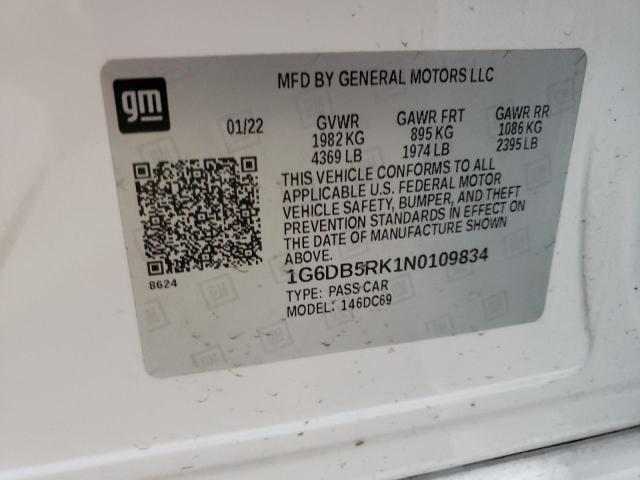 gm
MFD BY GENERAL MOTORS LLC
01/22
GVWR GAWR FRT GAWR RR
1982 KG 895 KG 1086 KG
4369 LB 1974 LB 2395 LB
THIS VEHICLE CONFORMS TO ALL
APPLICABLE U.S. FEDERAL MOTOR
VEHICLE SAFETY, BUMPER, AND THEFT
PREVENTION STANDARDS IN EFFECT ON
THE DATE OF MANUFACTURE SHOWN
ABOVE.
8624
1G6DB5RK1N0109834
TYPE: PASS CAR
MODEL: 146DC69